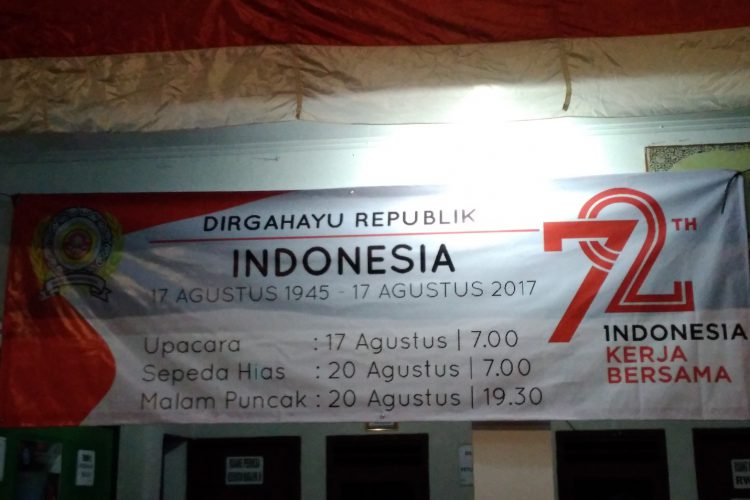 DIRGAHAYU REPUBLIK
INDONESIA
17 AGUSTUS 1945 - 17 AGUSTUS 2017
Upacara : 17 Agustus | 7.00
Sepeda Hias : 20 Agustus | 7.00
Malam Puncak : 20 Agustus | 19.30
72TH
INDONESIA
KERJA
BERSAMA